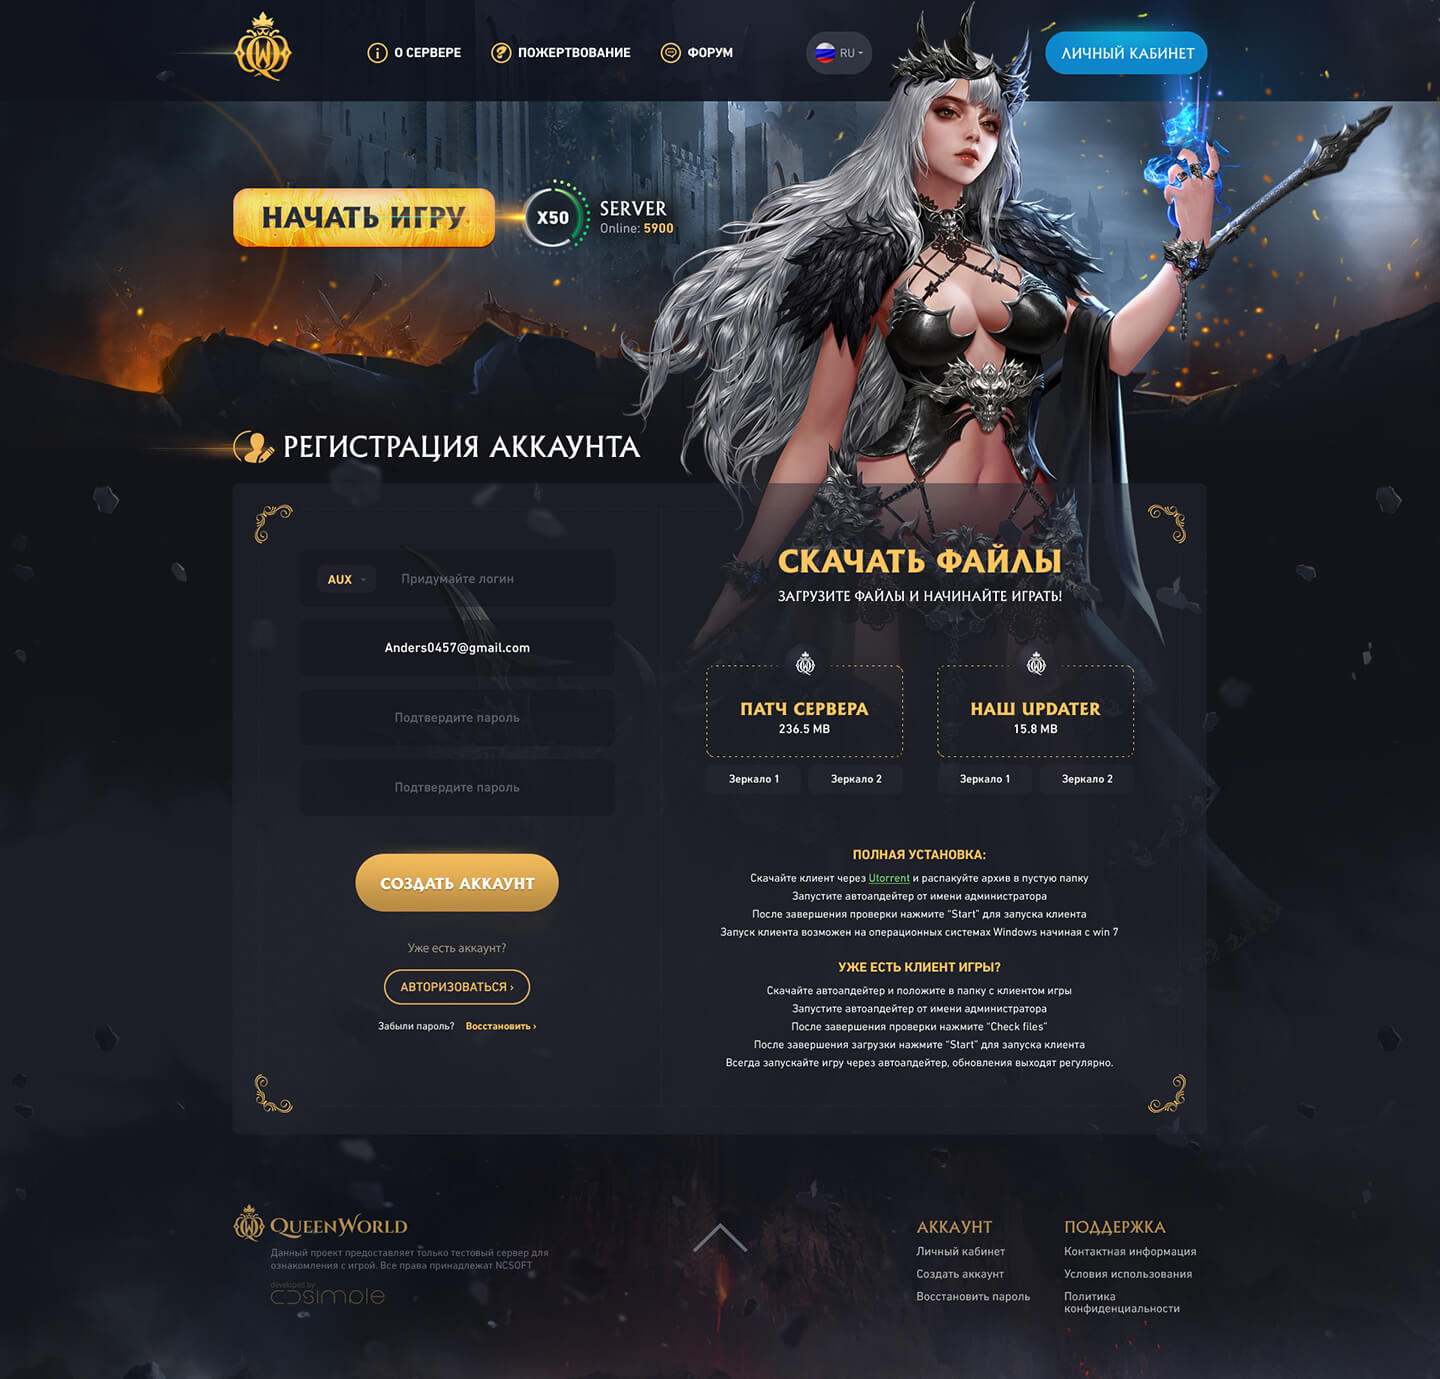 О СЕРВЕРЕ
ПОЖЕРТВОВАНИЕ
ФОРУМ
RU
ЛИЧНЫЙ КАБИНЕТ
НАЧАТЬ ИГРУ
X50
SERVER
Online: 5900
РЕГИСТРАЦИЯ АККАУНТА
AUX
Придумайте логин
Anders0457@gmail.com
Подтвердите пароль
Подтвердите пароль
СОЗДАТЬ АККАУНТ
Уже есть аккаунт?
АВТОРИЗОВАТЬСЯ ›
Забыли пароль? Восстановить ›
СКАЧАТЬ ФАЙЛЫ
ЗАГРУЗИТЕ ФАЙЛЫ И НАЧИНАЙТЕ ИГРАТЬ!
ПАТЧ СЕРВЕРА
236.5 MB
Зеркало 1
Зеркало 2
НАШ UPDATER
15.8 MB
Зеркало 1
Зеркало 2
ПОЛНАЯ УСТАНОВКА:
Скачайте клиент через Utorrent и распакуйте архив в пустую папку
Запустите автоапдейтер от имени администратора
После завершения проверки нажмите “Start” для запуска клиента
Запуск клиента возможен на операционных системах Windows начиная с win 7
УЖЕ ЕСТЬ КЛИЕНТ ИГРЫ?
Скачайте автоапдейтер и положите в папку с клиентом игры
Запустите автоапдейтер от имени администратора
После завершения проверки нажмите “Check files”
После завершения загрузки нажмите “Start” для запуска клиента
Всегда запускайте игру через автоапдейтер, обновления выходят регулярно.
QUEENWORLD
Данный проект предоставляет только тестовый сервер для
ознакомления с игрой. Все права принадлежат NCSOFT
developed by
simple
АККАУНТ
Личный кабинет
Создать аккаунт
Восстановить пароль
ПОДДЕРЖКА
Контактная информация
Условия использования
Политика
конфиденциальности